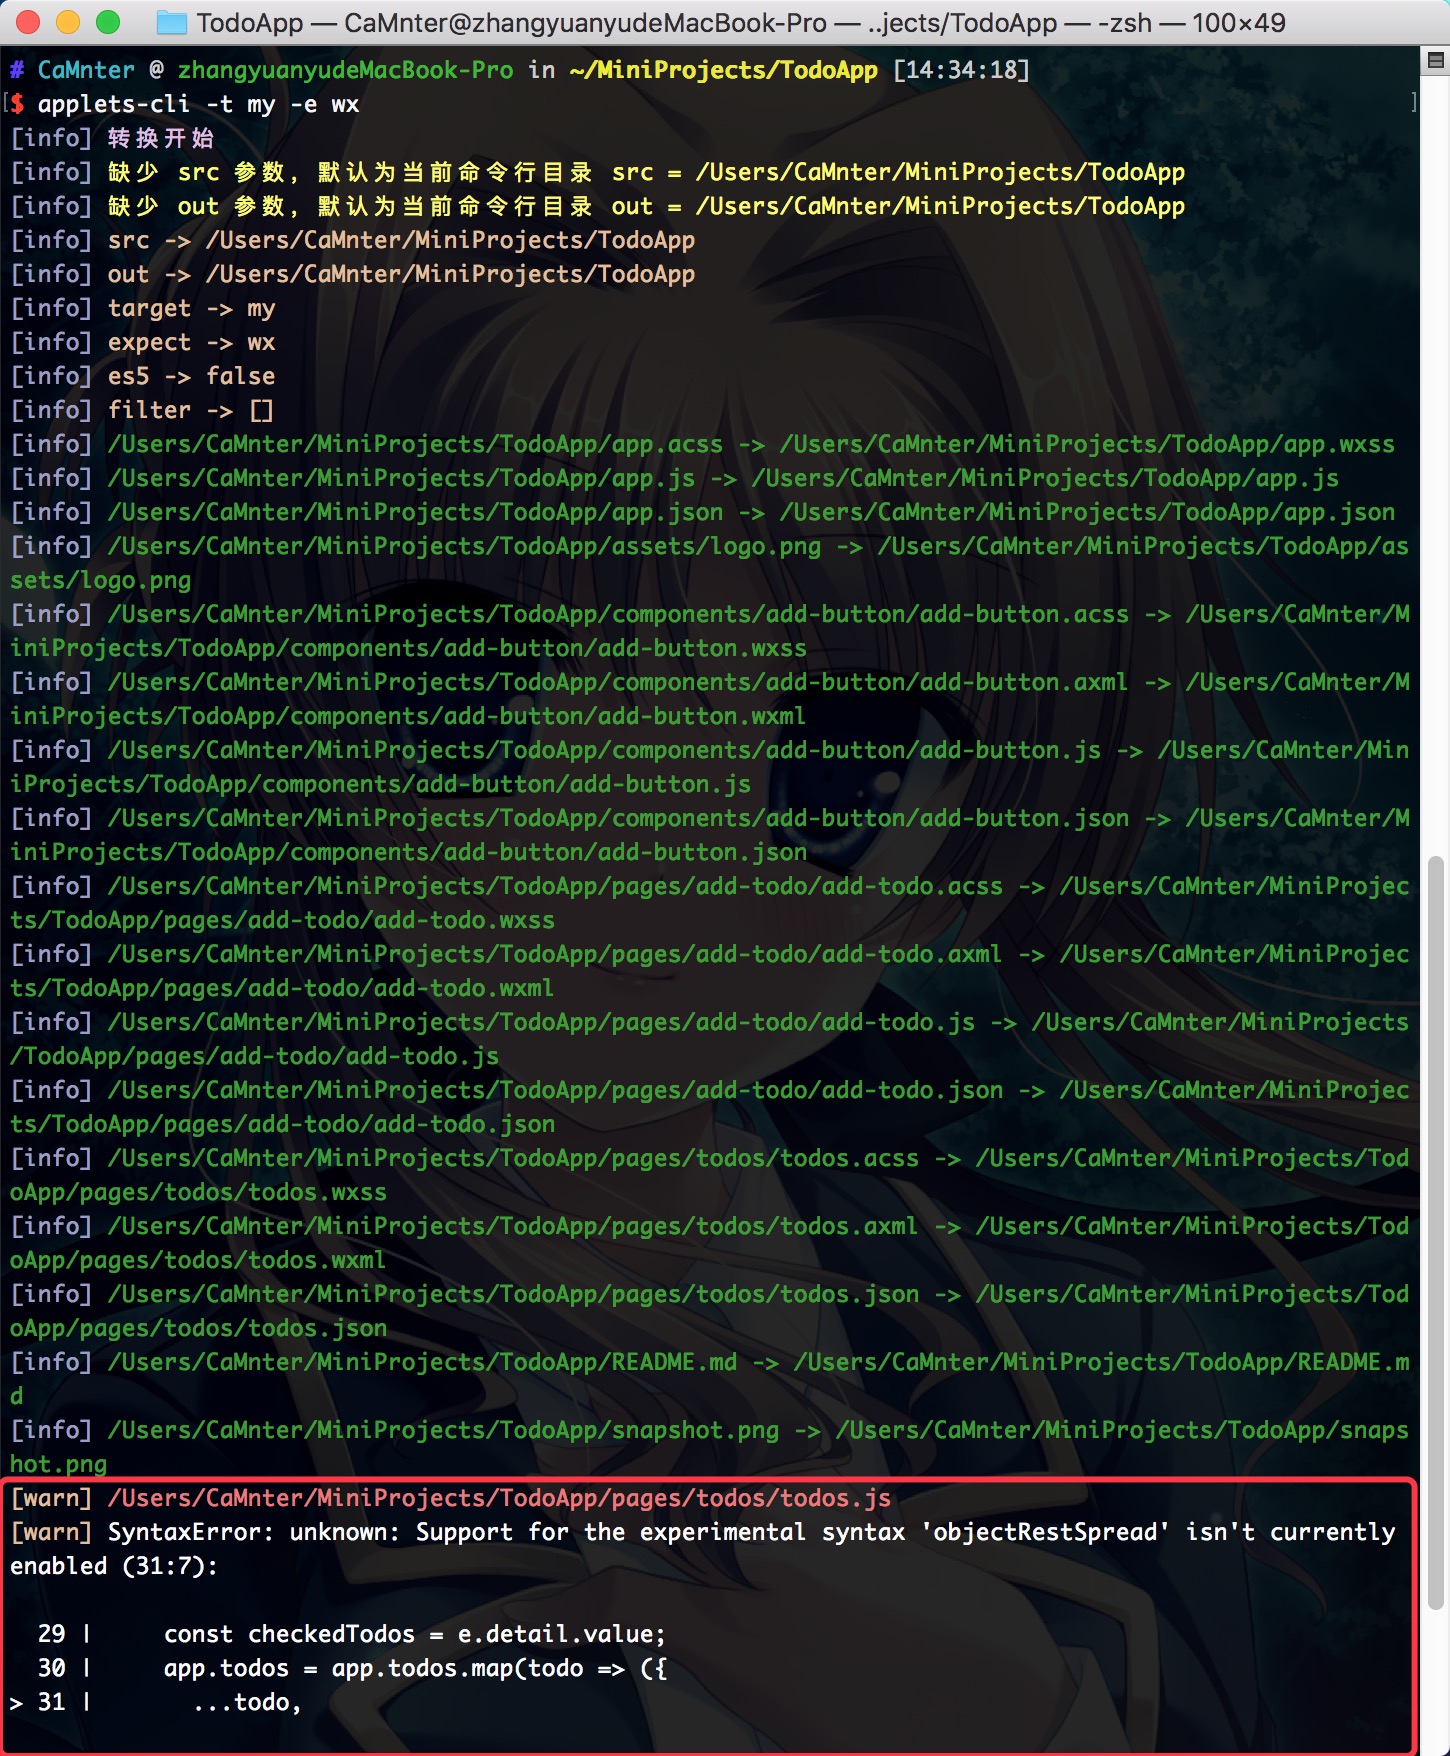 TodoApp — CaMnter@zhangyuanyudeMacBook-Pro — ..jects/TodoApp — -zsh — 100×49
# CaMnter @ zhangyuanyudeMacBook-Pro in ~/MiniProjects/TodoApp [14:34:18]
[$ applets-cli -t my -e wx ]
[info] 转换开始
[info] 缺少 src 参数, 默认为当前命令行目录 src = /Users/CaMnter/MiniProjects/TodoApp
[info] 缺少 out 参数, 默认为当前命令行目录 out = /Users/CaMnter/MiniProjects/TodoApp
[info] src -> /Users/CaMnter/MiniProjects/TodoApp
[info] out -> /Users/CaMnter/MiniProjects/TodoApp
[info] target -> my
[info] expect -> wx
[info] es5 -> false
[info] filter -> []
[info] /Users/CaMnter/MiniProjects/TodoApp/app.acss -> /Users/CaMnter/MiniProjects/TodoApp/app.wxss
[info] /Users/CaMnter/MiniProjects/TodoApp/app.js -> /Users/CaMnter/MiniProjects/TodoApp/app.js
[info] /Users/CaMnter/MiniProjects/TodoApp/app.json -> /Users/CaMnter/MiniProjects/TodoApp/app.json
[info] /Users/CaMnter/MiniProjects/TodoApp/assets/logo.png -> /Users/CaMnter/MiniProjects/TodoApp/as
sets/logo.png
[info] /Users/CaMnter/MiniProjects/TodoApp/components/add-button/add-button.acss -> /Users/CaMnter/M
iniProjects/TodoApp/components/add-button/add-button.wxss
[info] /Users/CaMnter/MiniProjects/TodoApp/components/add-button/add-button.axml -> /Users/CaMnter/M
iniProjects/TodoApp/components/add-button/add-button.wxml
[info] /Users/CaMnter/MiniProjects/TodoApp/components/add-button/add-button.js -> /Users/CaMnter/Min
iProjects/TodoApp/components/add-button/add-button.js
[info] /Users/CaMnter/MiniProjects/TodoApp/components/add-button/add-button.json -> /Users/CaMnter/M
iniProjects/TodoApp/components/add-button/add-button.json
[info] /Users/CaMnter/MiniProjects/TodoApp/pages/add-todo/add-todo.acss -> /Users/CaMnter/MiniProjec
ts/TodoApp/pages/add-todo/add-todo.wxss
[info] /Users/CaMnter/MiniProjects/TodoApp/pages/add-todo/add-todo.axml -> /Users/CaMnter/MiniProjec
ts/TodoApp/pages/add-todo/add-todo.wxml
[info] /Users/CaMnter/MiniProjects/TodoApp/pages/add-todo/add-todo.js -> /Users/CaMnter/MiniProjects
/TodoApp/pages/add-todo/add-todo.js
[info] /Users/CaMnter/MiniProjects/TodoApp/pages/add-todo/add-todo.json -> /Users/CaMnter/MiniProjec
ts/TodoApp/pages/add-todo/add-todo.json
[info] /Users/CaMnter/MiniProjects/TodoApp/pages/todos/todos.acss -> /Users/CaMnter/MiniProjects/Tod
oApp/pages/todos/todos.wxss
[info] /Users/CaMnter/MiniProjects/TodoApp/pages/todos/todos.axml -> /Users/CaMnter/MiniProjects/Tod
oApp/pages/todos/todos.wxml
[info] /Users/CaMnter/MiniProjects/TodoApp/pages/todos/todos.json -> /Users/CaMnter/MiniProjects/Tod
oApp/pages/todos/todos.json
[info] /Users/CaMnter/MiniProjects/TodoApp/README.md -> /Users/CaMnter/MiniProjects/TodoApp/README.m
d
[info] /Users/CaMnter/MiniProjects/TodoApp/snapshot.png -> /Users/CaMnter/MiniProjects/TodoApp/snaps
hot.png
[warn] /Users/CaMnter/MiniProjects/TodoApp/pages/todos/todos.js
[warn] SyntaxError: unknown: Support for the experimental syntax 'objectRestSpread' isn't currently
enabled (31:7):
29 | const checkedTodos = e.detail.value;
30 | app.todos = app.todos.map(todo => ({
> 31 | ...todo,